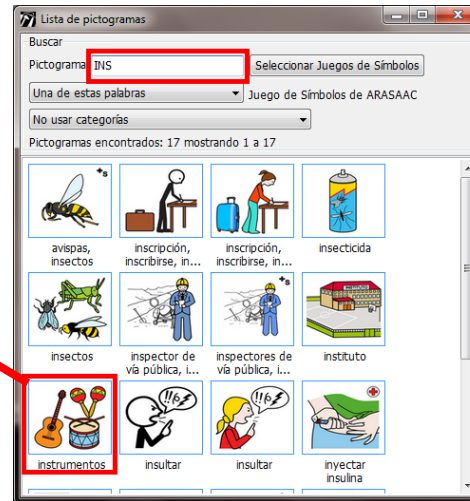 Lista de pictogramas
Buscar
Pictograma INS Seleccionar Juegos de Símbolos
Una de estas palabras Juego de Símbolos de ARASAAC
No usar categorías
Pictogramas encontrados: 17 mostrando 1 a 17
+s
avispas, inscripción, inscripción, insecticida
insectos inscribirse, in... inscribirse, in...
+s
INSTITUTO
insectos inspector de inspectores de instituto
vía pública, i... vía pública, i...
instrumentos insultar insultar inyectar
insulina